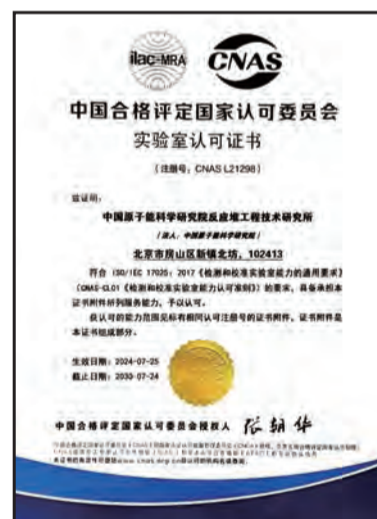 ilac-MRA
CNAS
中国合格评定国家认可委员会
实验室认可证书
(注册号：CNAS L21298)
兹证明：
中国原子能科学研究院反应堆工程技术研究所
(法人：中国原子能科学研究院)
北京市房山区新镇北坊，102413
符合 ISO/IEC 17025：2017《检测和校准实验室能力的通用要求》
(CNAS-CL01《检测和校准实验室能力认可准则》)的要求，具备承担本
证书附件所列服务能力，予以认可。
获认可的能力范围见标有相同认可注册号的证书附件，证书附件是
本证书组成部分。
生效日期：2024-07-25
截止日期：2030-07-24
中国合格评定国家认可委员会授权人 张朝华